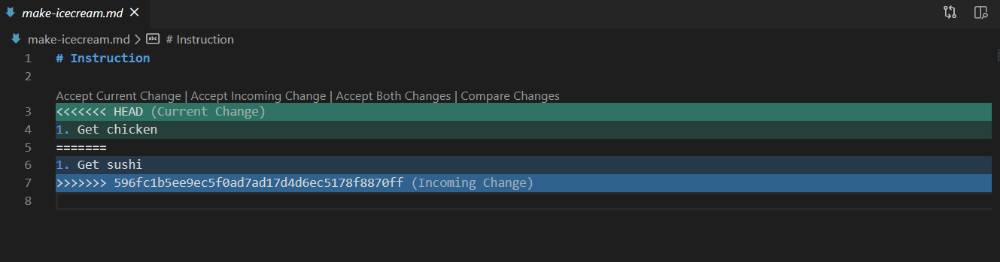 make-icecream.md
make-icecream.md > abc # Instruction
1 # Instruction
2
Accept Current Change | Accept Incoming Change | Accept Both Changes | Compare Changes
3 <<<<<<< HEAD (Current Change)
4 1. Get chicken
5 =======
6 1. Get sushi
7 >>>>>>> 596fc1b5ee9ec5f0ad7ad17d4d6ec5178f8870ff (Incoming Change)
8